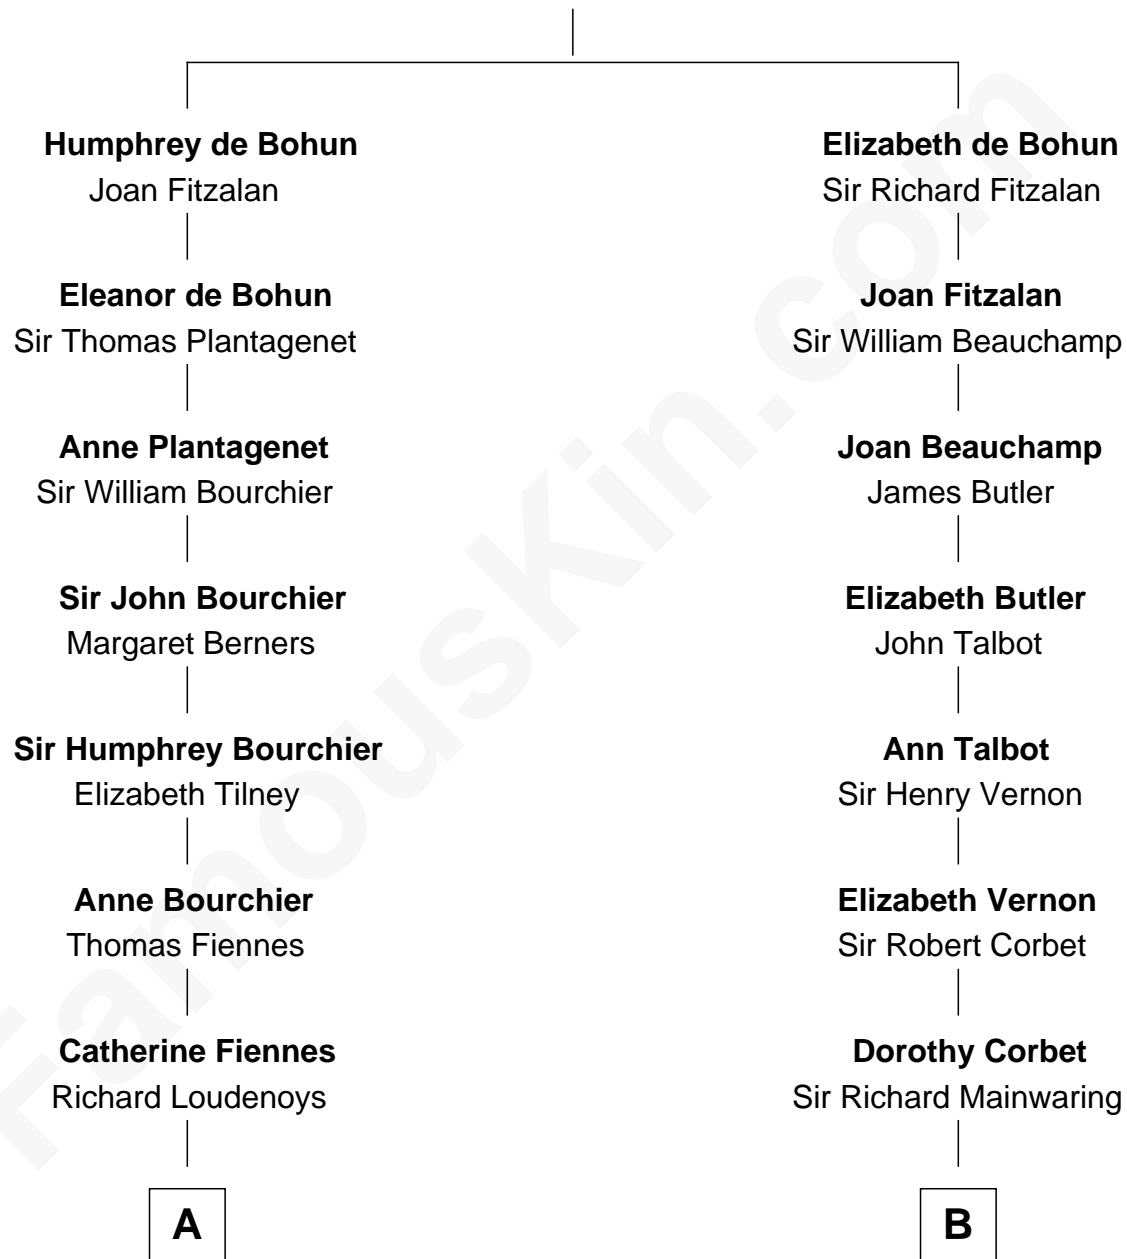 Humphrey de Bohun
Joan Fitzalan
Eleanor de Bohun
Sir Thomas Plantagenet
Anne Plantagenet
Sir William Bourchier
Sir John Bourchier
Margaret Berners
Sir Humphrey Bourchier
Elizabeth Tilney
Anne Bourchier
Thomas Fiennes
Catherine Fiennes
Richard Loudenoys
A
Elizabeth de Bohun
Sir Richard Fitzalan
Joan Fitzalan
Sir William Beauchamp
Joan Beauchamp
James Butler
Elizabeth Butler
John Talbot
Ann Talbot
Sir Henry Vernon
Elizabeth Vernon
Sir Robert Corbet
Dorothy Corbet
Sir Richard Mainwaring
B
FamousKin.com